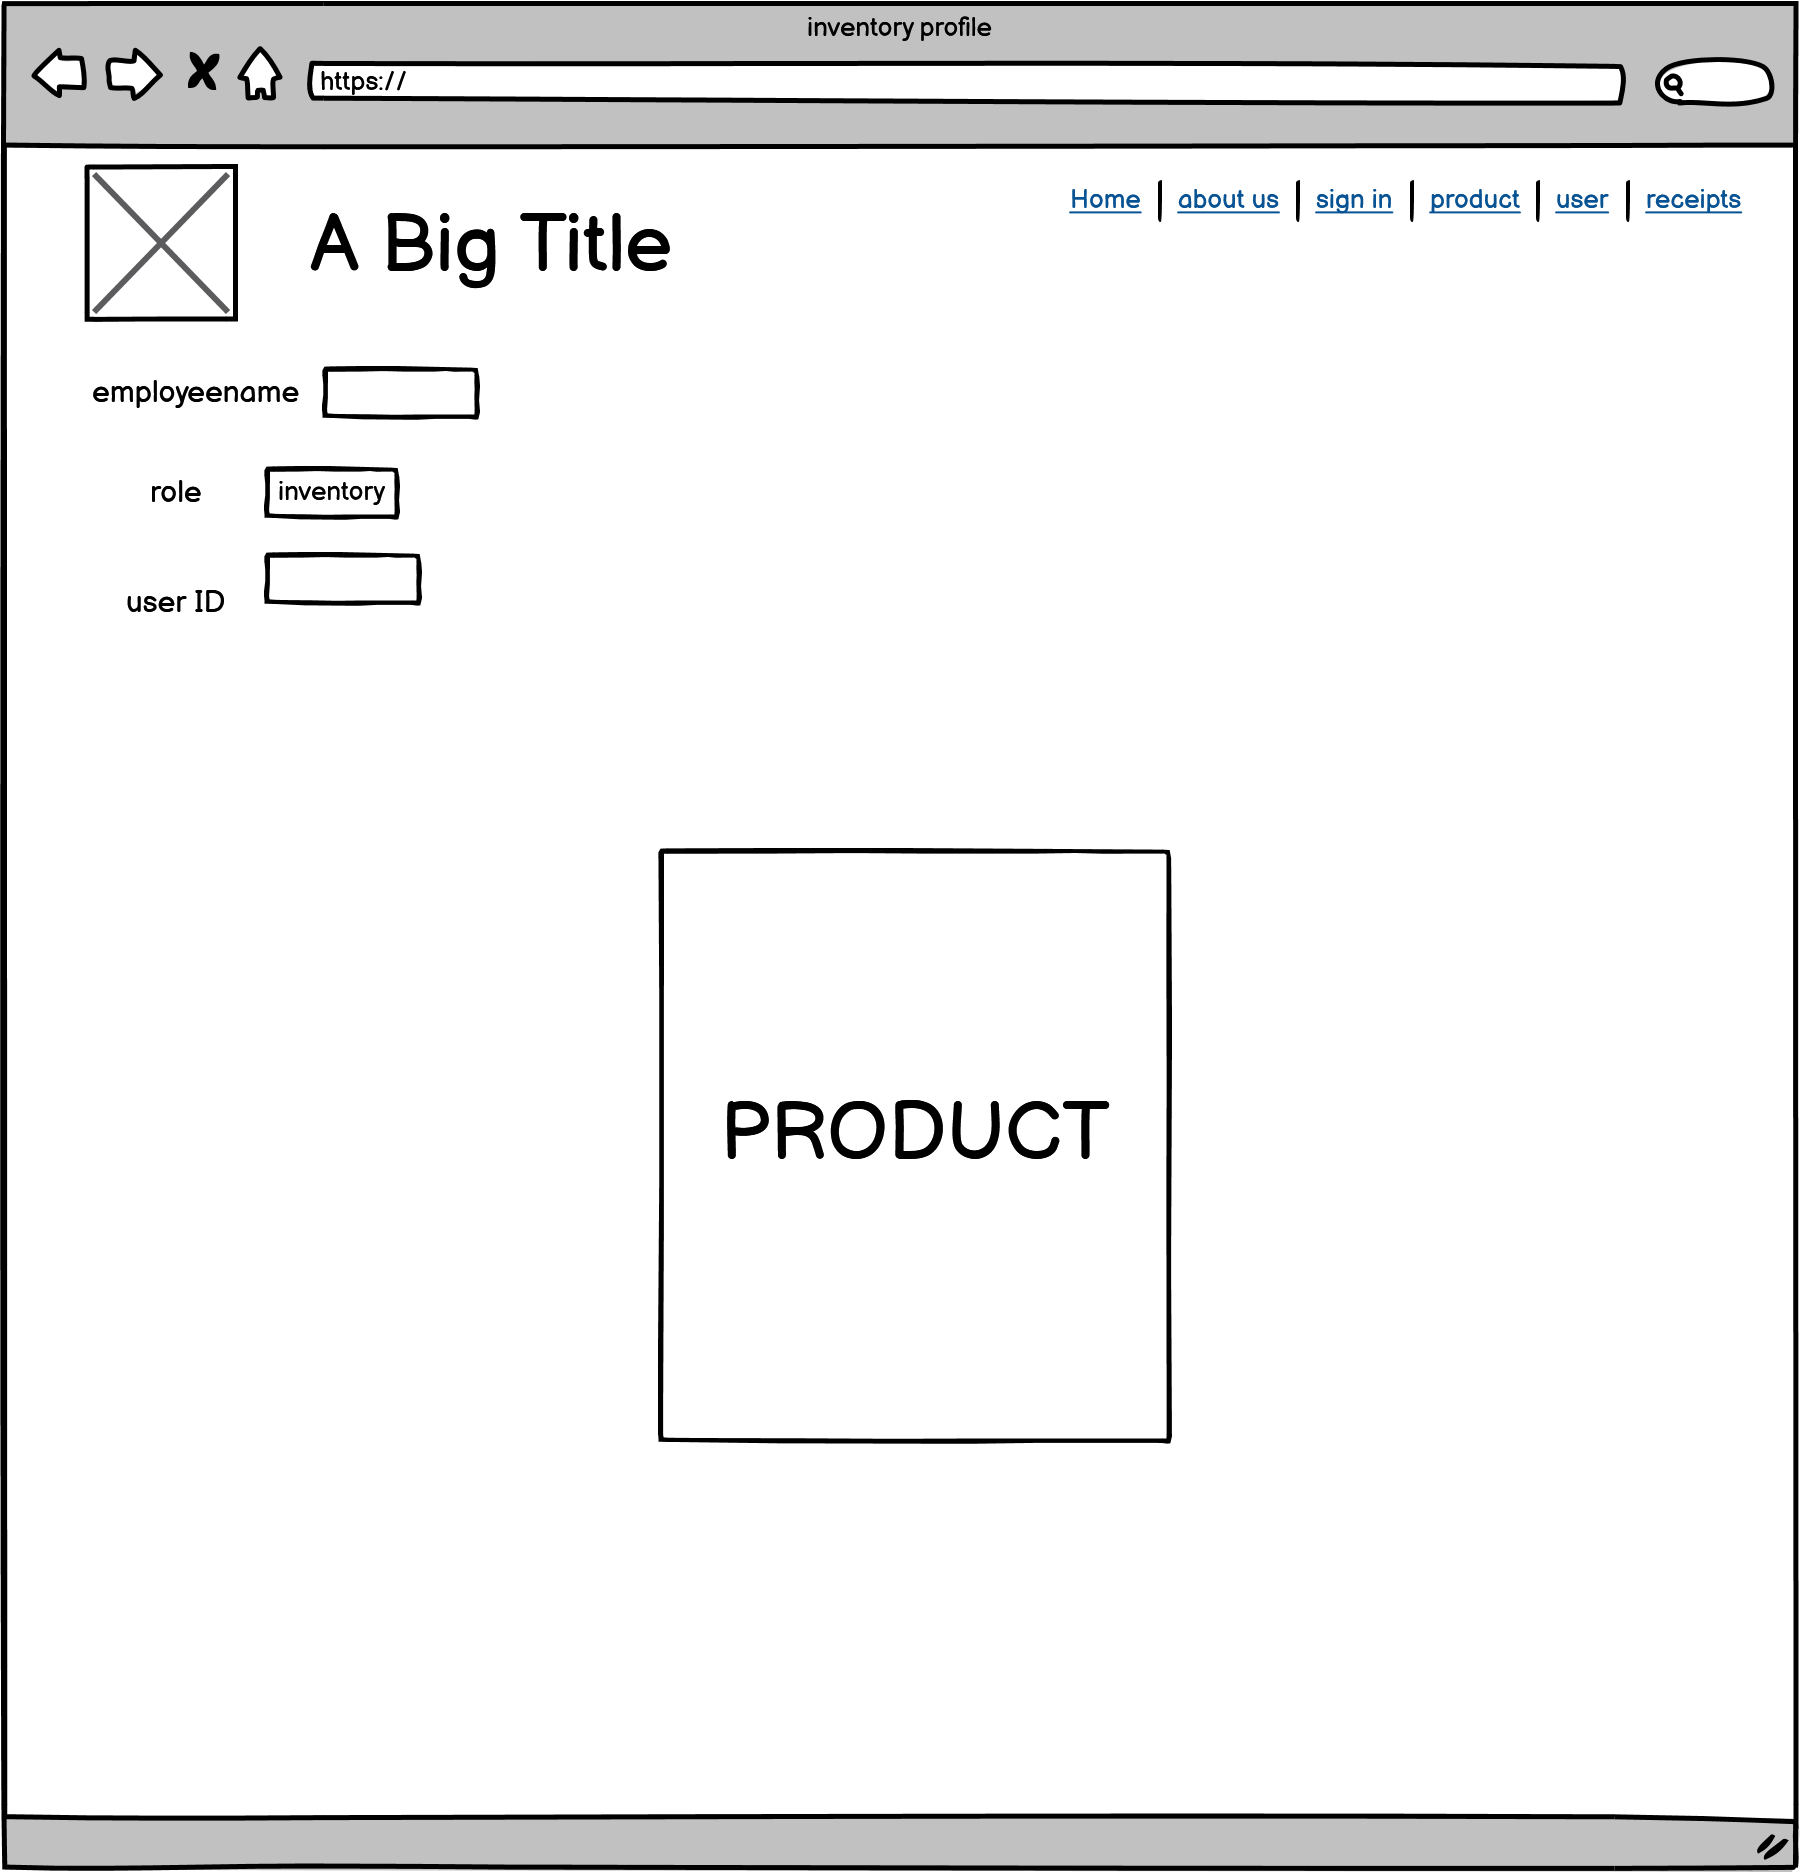 inventory profile
https://
A Big Title
Home about us sign in product user receipts
employeename
role inventory
user ID
PRODUCT